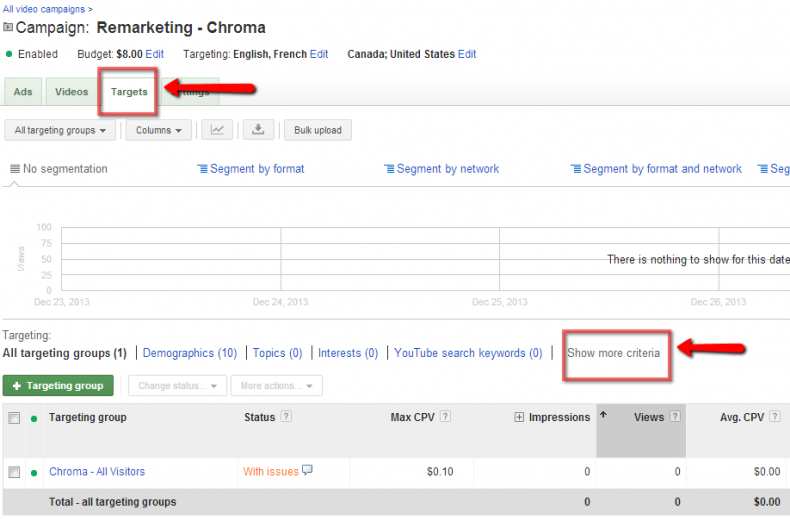 All video campaigns >
Campaign: Remarketing - Chroma
Enabled Budget: $8.00 Edit Targeting: English, French Edit Canada; United States Edit
Ads Videos Targets
All targeting groups Columns Bulk upload
No segmentation Segment by format Segment by network Segment by format and network Seg
100
75
50
25
0
Views
There is nothing to show for this date
Dec 23, 2013 Dec 24, 2013 Dec 25, 2013 Dec 26, 2013
Targeting:
All targeting groups (1) Demographics (10) Topics (0) Interests (0) YouTube search keywords (0) Show more criteria
+ Targeting group Change status... More actions...
Targeting group Status ? Max CPV ? Impressions Views ? Avg. CPV ?
Chroma - All Visitors With issues $0.10 0 0 $0.00
Total - all targeting groups 0 0 $0.00